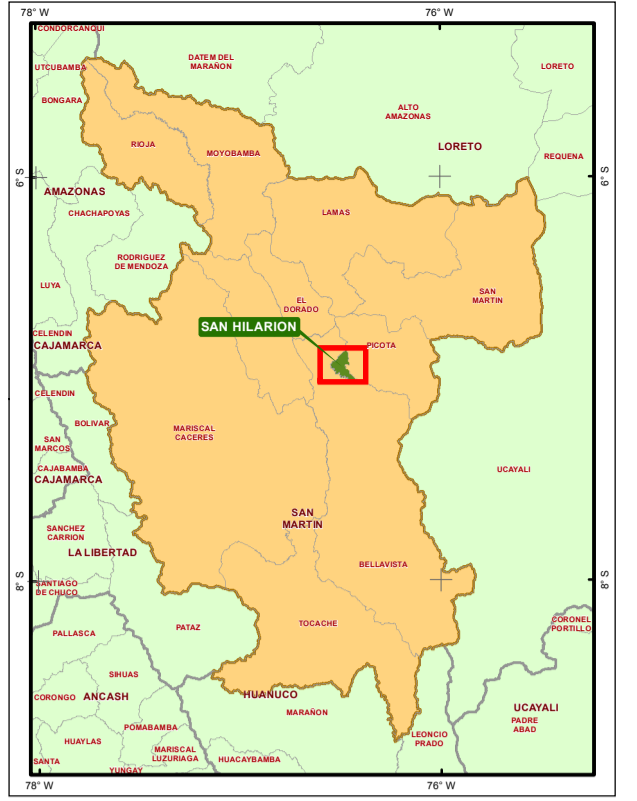 78° W
76° W
CONDORCANQUI
DATEM DEL
MARAÑON
UTCUBAMBA
LORETO
BONGARA
ALTO
AMAZONAS
RIOJA
MOYOBAMBA
LORETO
REQUENA
6° S
6° S
AMAZONAS
CHACHAPOYAS
LAMAS
RODRIGUEZ
DE MENDOZA
LUYA
SAN
MARTIN
EL
DORADO
SAN HILARION
CELENDIN
CAJAMARCA
PICOTA
CELENDIN
BOLIVAR
MARISCAL
CACERES
SAN
MARCOS
CAJABAMBA
CAJAMARCA
UCAYALI
SAN
MARTIN
SANCHEZ
CARRION
LA LIBERTAD
BELLAVISTA
8° S
8° S
SANTIAGO
DE CHUCO
CORONEL
PORTILLO
PALLASCA
PATAZ
TOCACHE
SIHUAS
CORONGO
ANCASH
HUANUCO
MARAÑON
UCAYALI
PADRE
ABAD
POMABAMBA
LEONCIO
PRADO
HUAYLAS
MARISCAL
LUZURIAGA
HUACAYBAMBA
SANTA
YUNGAY
78° W
76° W